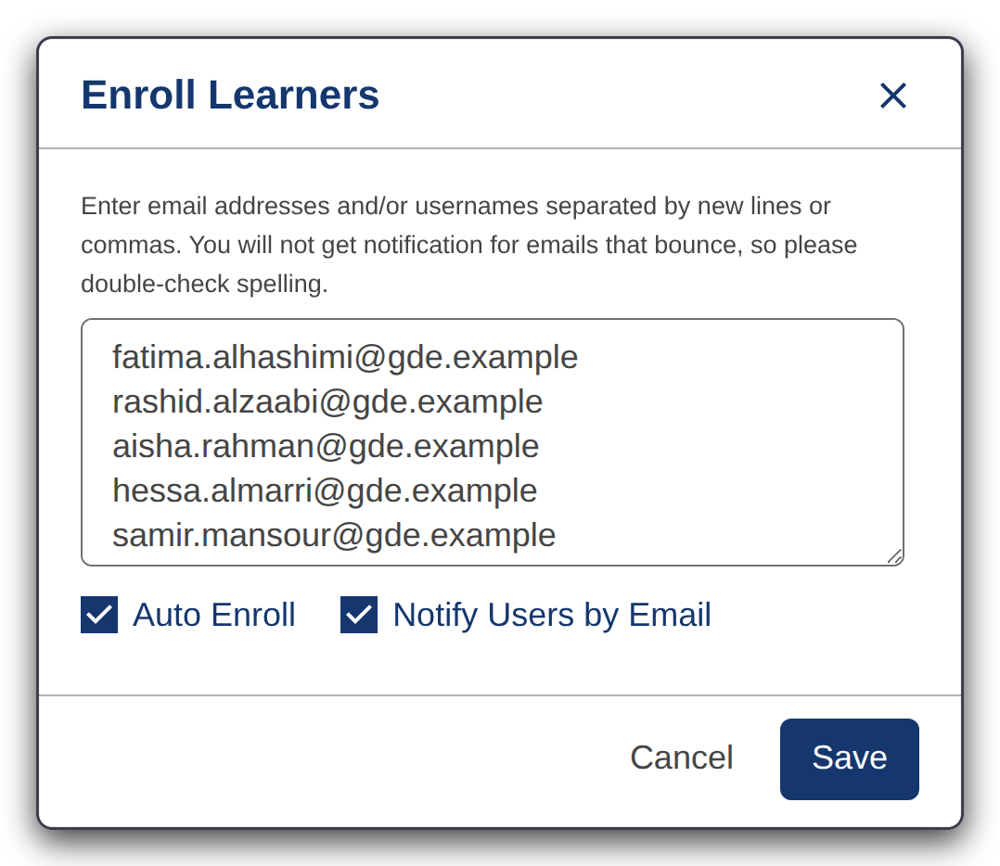 Enroll Learners
Enter email addresses and/or usernames separated by new lines or
commas. You will not get notification for emails that bounce, so please
double-check spelling.
fatima.alhashimi@gde.example
rashid.alzaabi@gde.example
aisha.rahman@gde.example
hessa.almarri@gde.example
samir.mansour@gde.example
Auto Enroll Notify Users by Email
Cancel Save